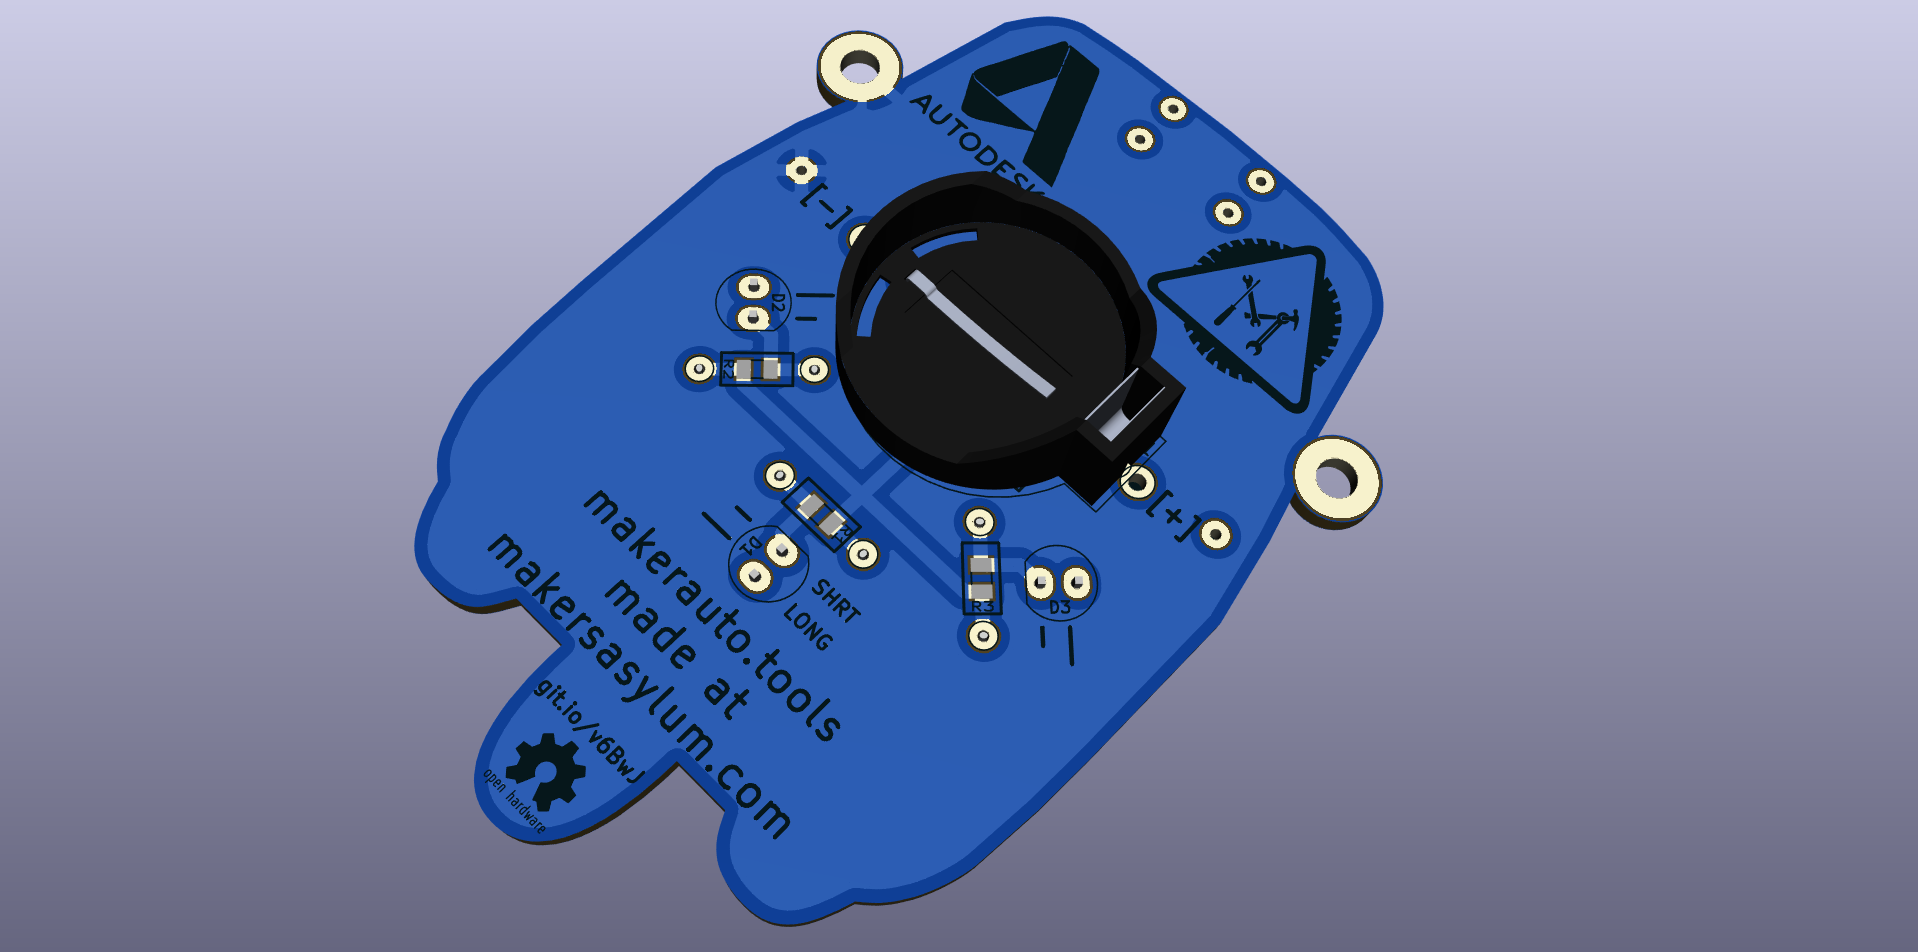 AUTODESK
[-]
D2
R2
[+]
R1
D1
SHRT
LONG
R3
D3
makerauto.tools
made at
makersasylum.com
git.io/v6BwJ
open hardware